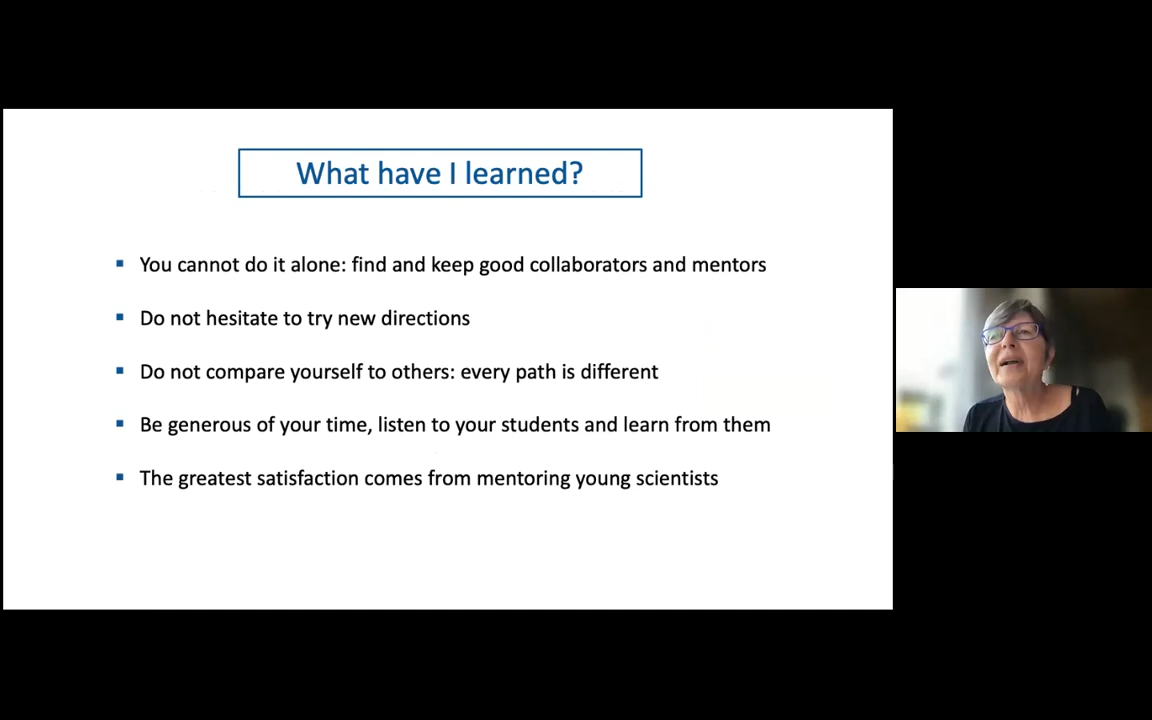 What have I learned?
You cannot do it alone: find and keep good collaborators and mentors
Do not hesitate to try new directions
Do not compare yourself to others: every path is different
Be generous of your time, listen to your students and learn from them
The greatest satisfaction comes from mentoring young scientists